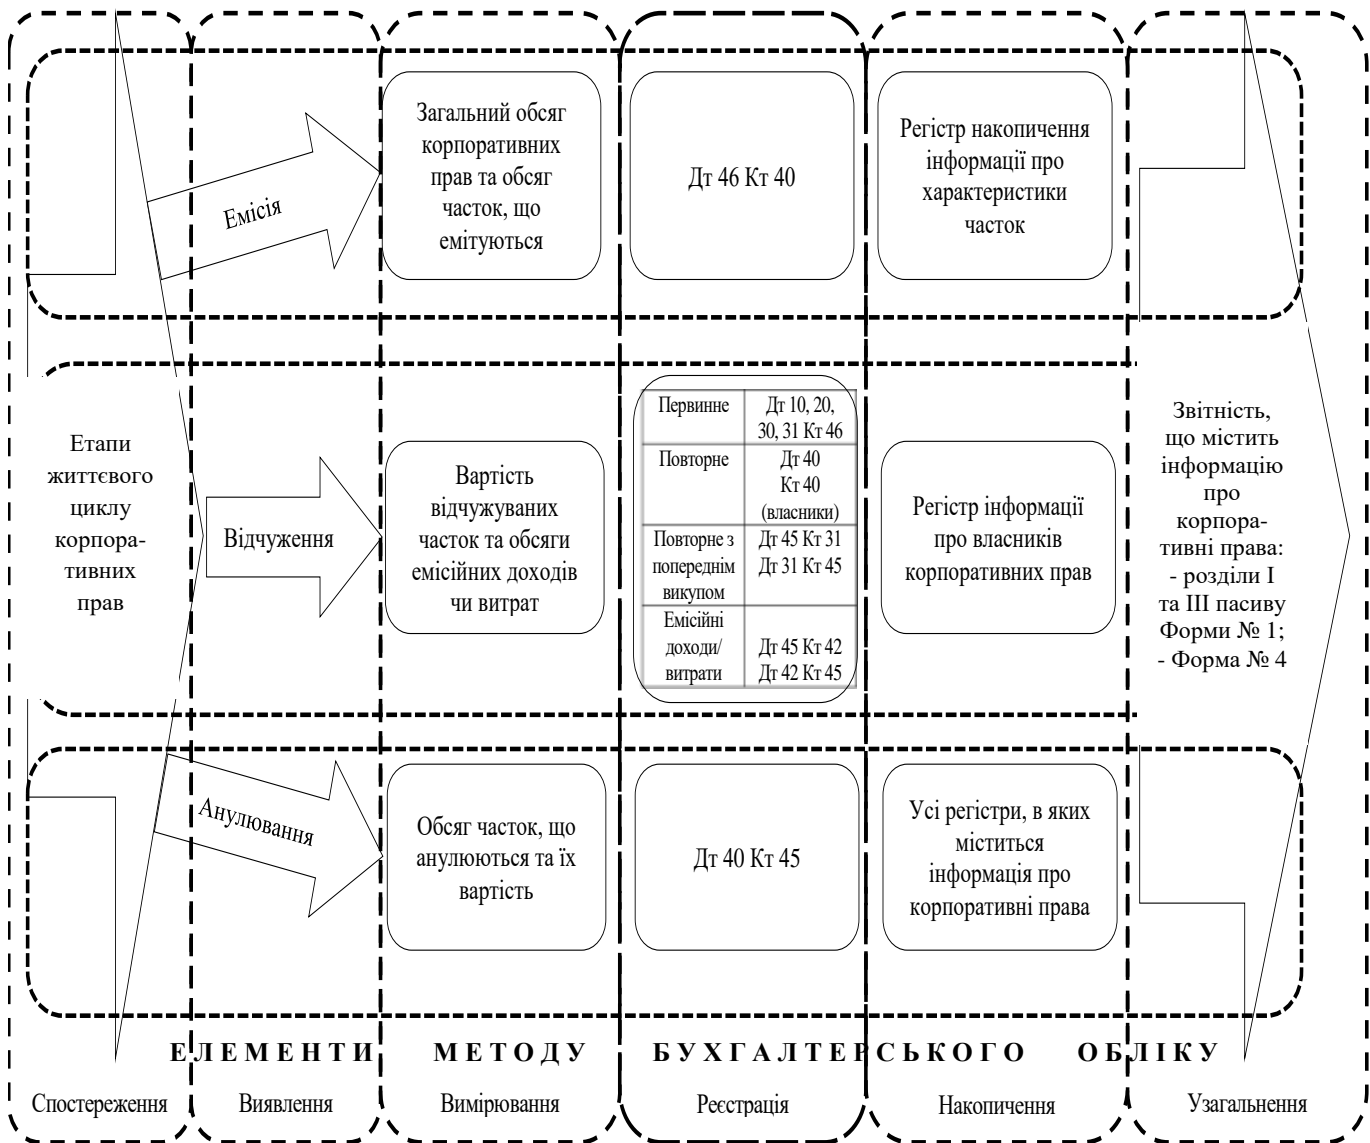 Загальний обсяг
корпоративних
прав та обсяг
часток, що
емітуються
Дт 46 Кт 40
Регістр накопичення
інформації про
характеристики
часток
Емісія
Етапи
життєвого
циклу
корпора-
тивних
прав
Відчуження
Вартість
відчужуваних
часток та обсяги
емісійних доходів
чи витрат
Первинне Дт 10, 20,
30, 31 Кт 46
Повторне Дт 40
Кт 40
(власники)
Повторне з Дт 45 Кт 31
попереднім Дт 31 Кт 45
викупом
Емісійні
доходи/ Дт 45 Кт 42
витрати Дт 42 Кт 45
Регістр інформації
про власників
корпоративних прав
Звітність,
що містить
інформацію
про
корпора-
тивні права:
- розділи І
та ІІІ пасиву
Форми № 1;
- Форма № 4
Анулювання
Обсяг часток, що
анулюються та їх
вартість
Дт 40 Кт 45
Усі регістри, в яких
міститься
інформація про
корпоративні права
ЕЛЕМЕНТИ МЕТОДУ БУХГАЛТЕРСЬКОГО ОБЛІКУ
Спостереження Виявлення Вимірювання Реєстрація Накопичення Узагальнення